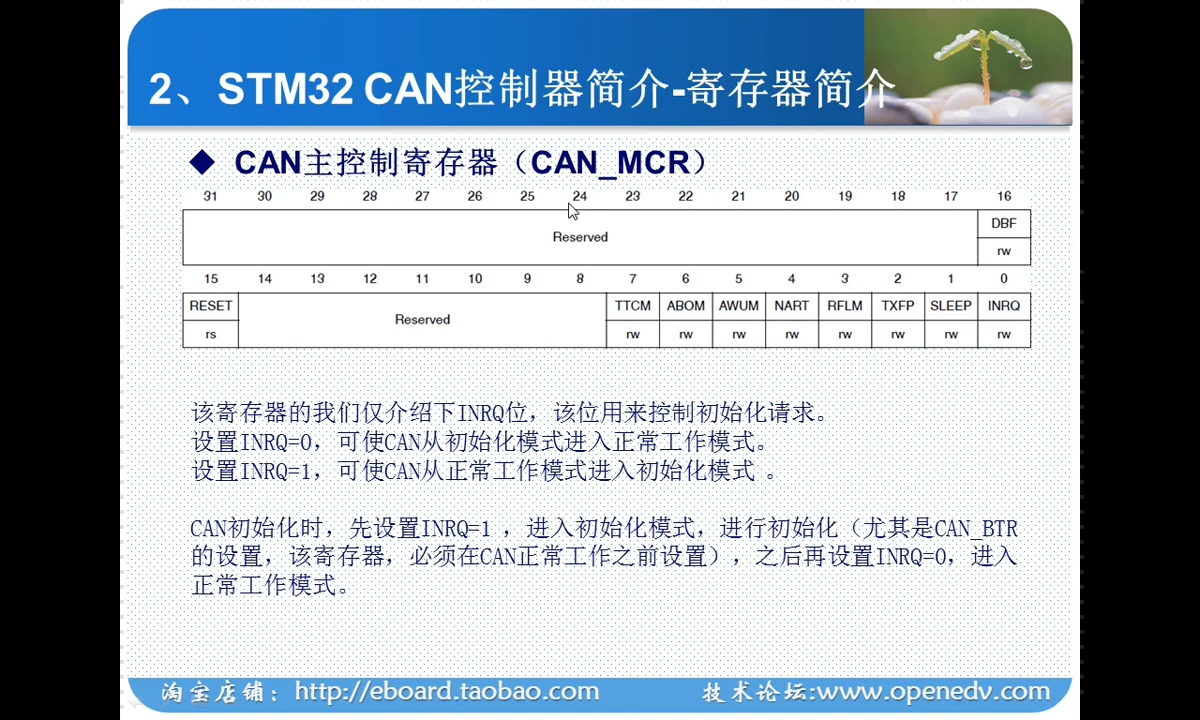 2、STM32 CAN控制器简介-寄存器简介
◆ CAN主控制寄存器（CAN_MCR）
31 30 29 28 27 26 25 24 23 22 21 20 19 18 17 16
Reserved DBF
rw
15 14 13 12 11 10 9 8 7 6 5 4 3 2 1 0
RESET Reserved TTCM ABOM AWUM NART RFLM TXFP SLEEP INRQ
rs rw rw rw rw rw rw rw rw
该寄存器的我们仅介绍下INRQ位，该位用来控制初始化请求。
设置INRQ=0，可使CAN从初始化模式进入正常工作模式。
设置INRQ=1，可使CAN从正常工作模式进入初始化模式 。
CAN初始化时，先设置INRQ=1 ，进入初始化模式，进行初始化（尤其是CAN_BTR
的设置，该寄存器，必须在CAN正常工作之前设置），之后再设置INRQ=0，进入
正常工作模式。
淘宝店铺：http://eboard.taobao.com 技术论坛:www.openedv.com